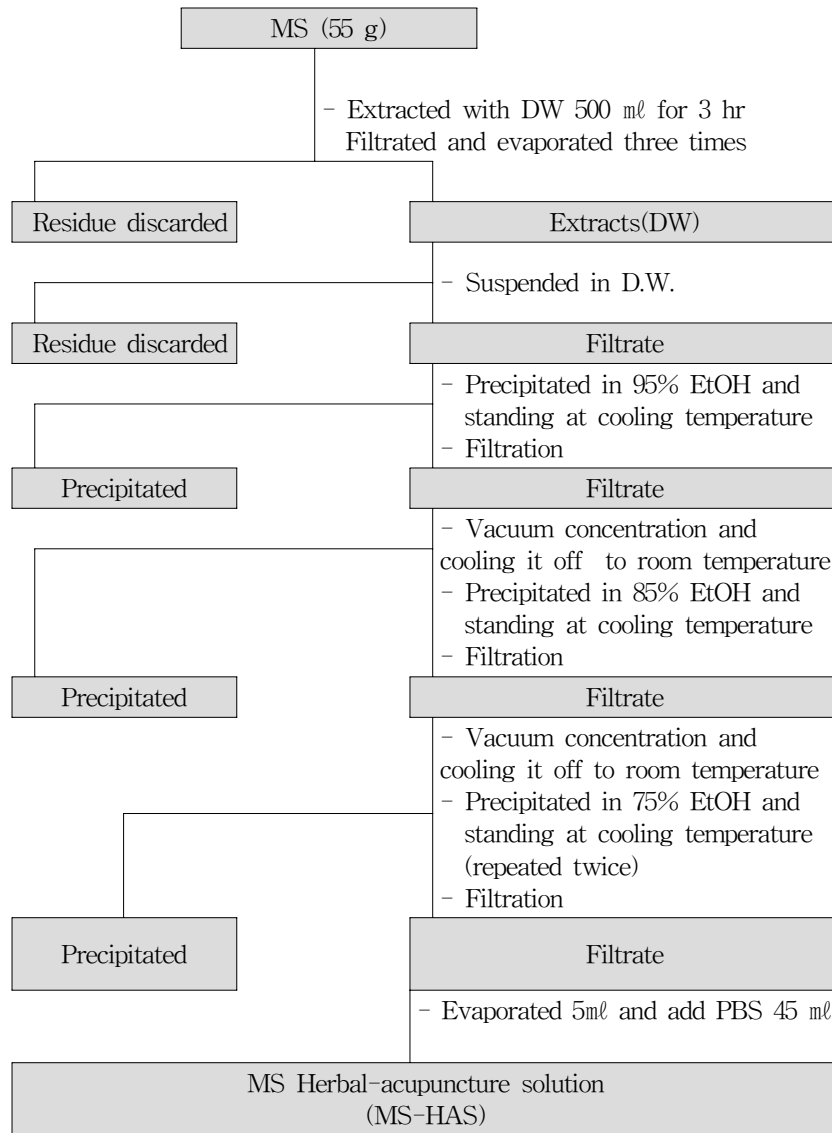 MS (55 g)
- Extracted with DW 500 ㎖ for 3 hr
Filtrated and evaporated three times
Residue discarded
Extracts(DW)
- Suspended in D.W.
Residue discarded
Filtrate
- Precipitated in 95% EtOH and
standing at cooling temperature
- Filtration
Precipitated
Filtrate
- Vacuum concentration and
cooling it off to room temperature
- Precipitated in 85% EtOH and
standing at cooling temperature
- Filtration
Precipitated
Filtrate
- Vacuum concentration and
cooling it off to room temperature
- Precipitated in 75% EtOH and
standing at cooling temperature
(repeated twice)
- Filtration
Precipitated
Filtrate
- Evaporated 5㎖ and add PBS 45 ㎖
MS Herbal-acupuncture solution
(MS-HAS)